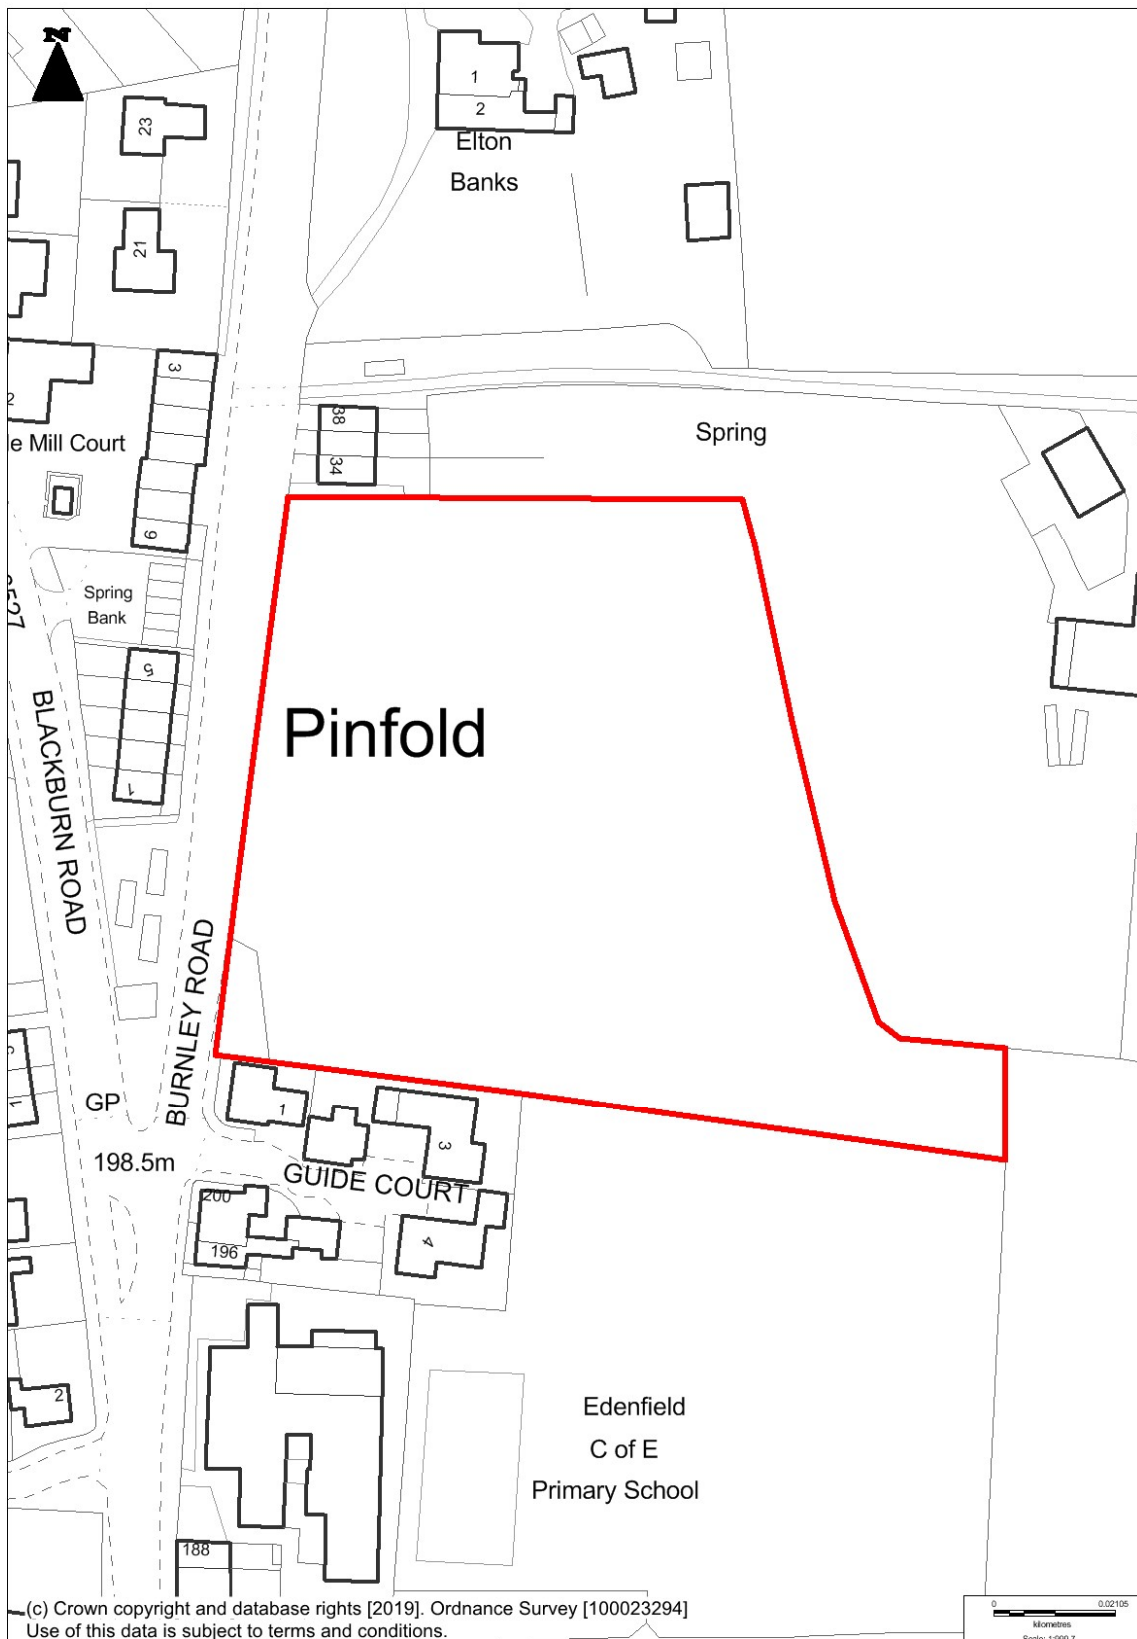 N
1
2
Elton
Banks
23
21
3
38
34
Spring
2
le Mill Court
9
Spring
Bank
5
Pinfold
BLACKBURN ROAD
1
BURNLEY ROAD
1
GP
1
3
198.5m
GUIDE COURT
200
196
4
2
Edenfield
C of E
Primary School
188
(c) Crown copyright and database rights [2019]. Ordnance Survey [100023294]
Use of this data is subject to terms and conditions.
0 0.02105
kilometres